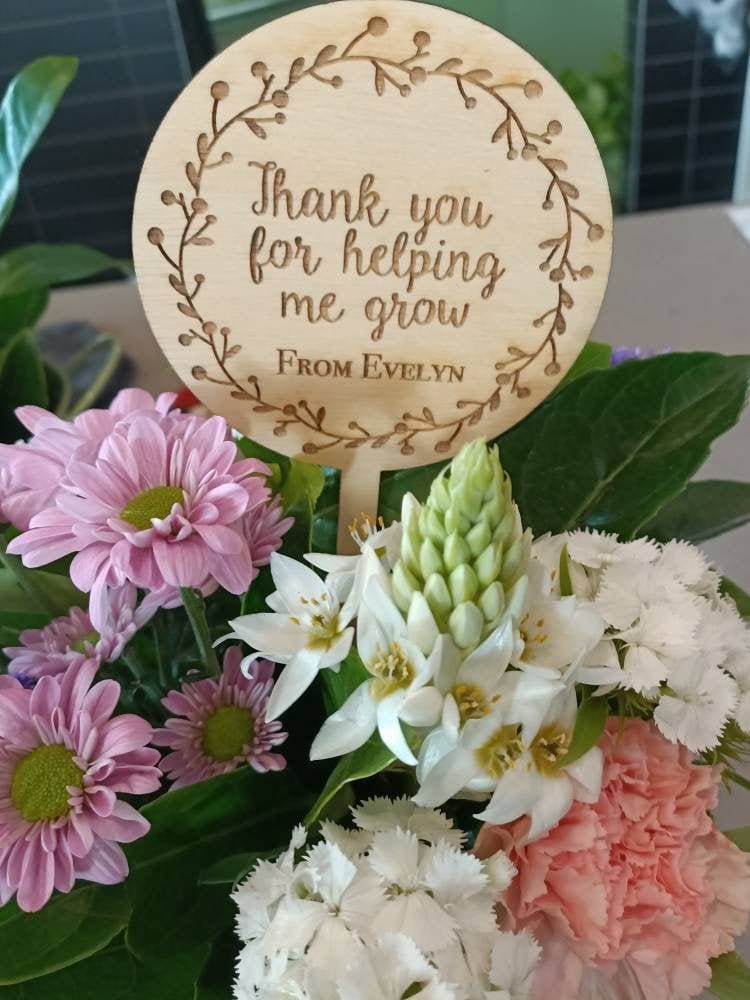 Thank you
for helping
me grow
From Evelyn